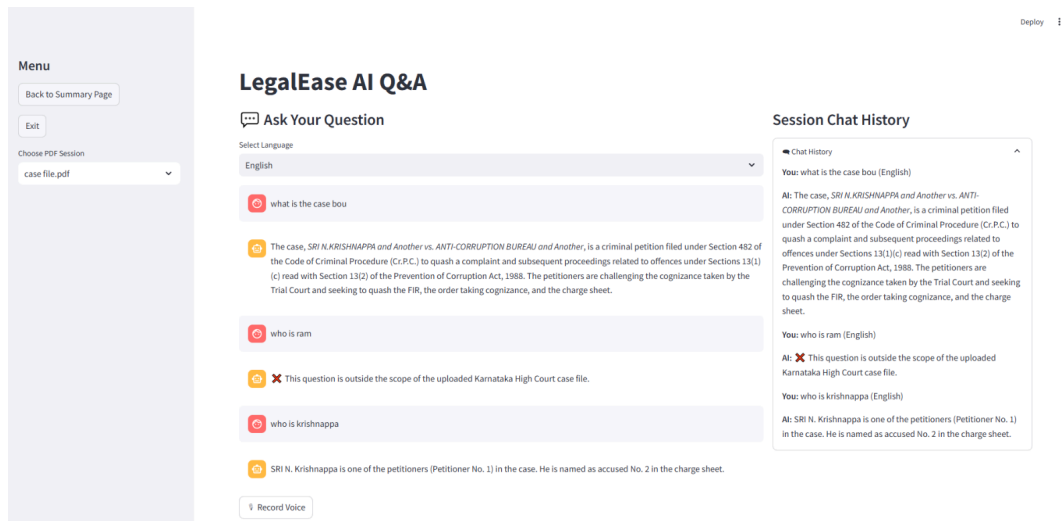 Deploy
Menu
Back to Summary Page
Exit
Choose PDF Session
case file.pdf
LegalEase AI Q&A
Ask Your Question
Select Language
English
what is the case bou
The case, SRI N.KRISHNAPPA and Another vs. ANTI-CORRUPTION BUREAU and Another, is a criminal petition filed under Section 482 of
the Code of Criminal Procedure (Cr.P.C.) to quash a complaint and subsequent proceedings related to offences under Sections 13(1)
(c) read with Section 13(2) of the Prevention of Corruption Act, 1988. The petitioners are challenging the cognizance taken by the
Trial Court and seeking to quash the FIR, the order taking cognizance, and the charge sheet.
who is ram
❌ This question is outside the scope of the uploaded Karnataka High Court case file.
who is krishnappa
SRI N. Krishnappa is one of the petitioners (Petitioner No. 1) in the case. He is named as accused No. 2 in the charge sheet.
Record Voice
Session Chat History
Chat History
You: what is the case bou (English)
AI: The case, SRI N.KRISHNAPPA and Another vs. ANTI-
CORRUPTION BUREAU and Another, is a criminal petition filed
under Section 482 of the Code of Criminal Procedure (Cr.P.C.) to
quash a complaint and subsequent proceedings related to
offences under Sections 13(1)(c) read with Section 13(2) of the
Prevention of Corruption Act, 1988. The petitioners are
challenging the cognizance taken by the Trial Court and seeking
to quash the FIR, the order taking cognizance, and the charge
sheet.
You: who is ram (English)
AI: ❌ This question is outside the scope of the uploaded
Karnataka High Court case file.
You: who is krishnappa (English)
AI: SRI N. Krishnappa is one of the petitioners (Petitioner No. 1)
in the case. He is named as accused No. 2 in the charge sheet.